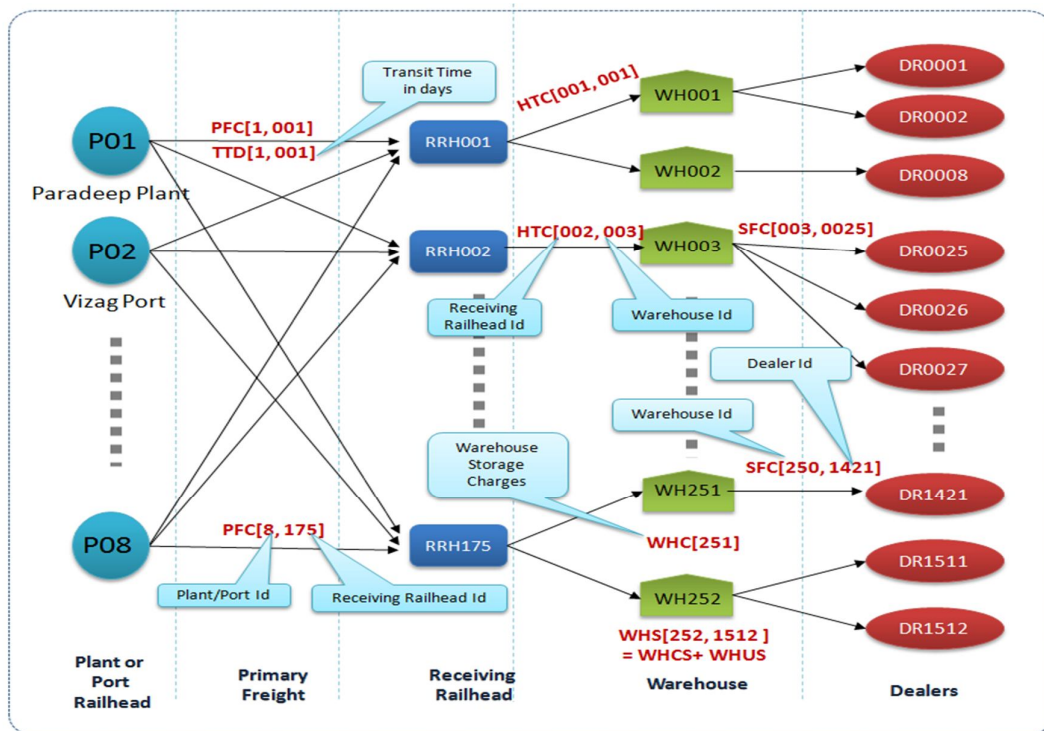 Transit Time
in days
HTC[001,001]
DR0001
WH001
P01
PFC[1, 001]
TTD[1, 001]
RRH001
DR0002
Paradeep Plant
WH002
DR0008
P02
RRH002
HTC[002, 003]
WH003
SFC[003, 0025]
DR0025
Vizag Port
Receiving
Railhead Id
Warehouse Id
DR0026
Dealer Id
DR0027
Warehouse Id
Warehouse
Storage
Charges
SFC[250, 1421]
WH251
DR1421
P08
PFC[8, 175]
RRH175
WHC[251]
DR1511
Plant/Port Id
Receiving Railhead Id
WH252
DR1512
WHS[252, 1512 ]
= WHCS+ WHUS
Plant or
Port
Railhead
Primary
Freight
Receiving
Railhead
Warehouse
Dealers